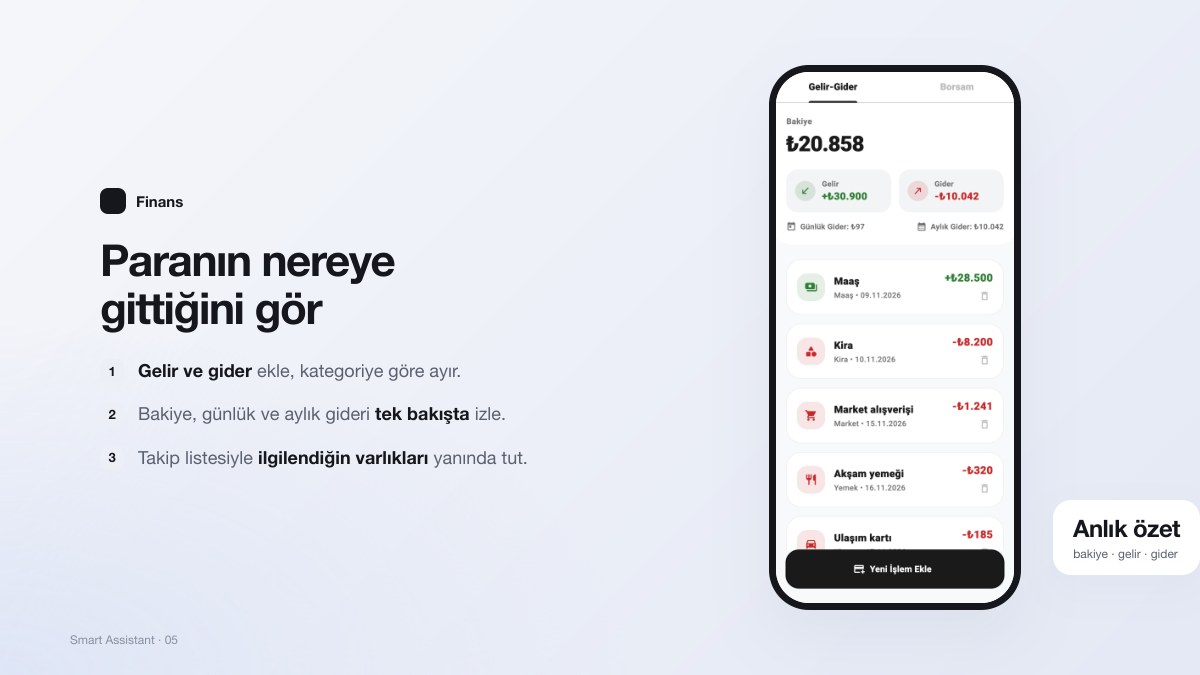 Finans
Paranın nereye
gittiğini gör
1 Gelir ve gider ekle, kategoriye göre ayır.
2 Bakiye, günlük ve aylık gideri tek bakışta izle.
3 Takip listesiyle ilgilendiğin varlıkları yanında tut.
Smart Assistant · 05
Gelir-Gider Borsam
Bakiye
₺20.858
Gelir
+₺30.900
Gider
-₺10.042
Günlük Gider: ₺97 Aylık Gider: ₺10.042
Maaş +₺28.500
Maaş • 09.11.2026
Kira -₺8.200
Kira • 10.11.2026
Market alışverişi -₺1.241
Market • 15.11.2026
Akşam yemeği -₺320
Yemek • 16.11.2026
Ulaşım kartı -₺185
Yeni İşlem Ekle
Anlık özet
bakiye · gelir · gider